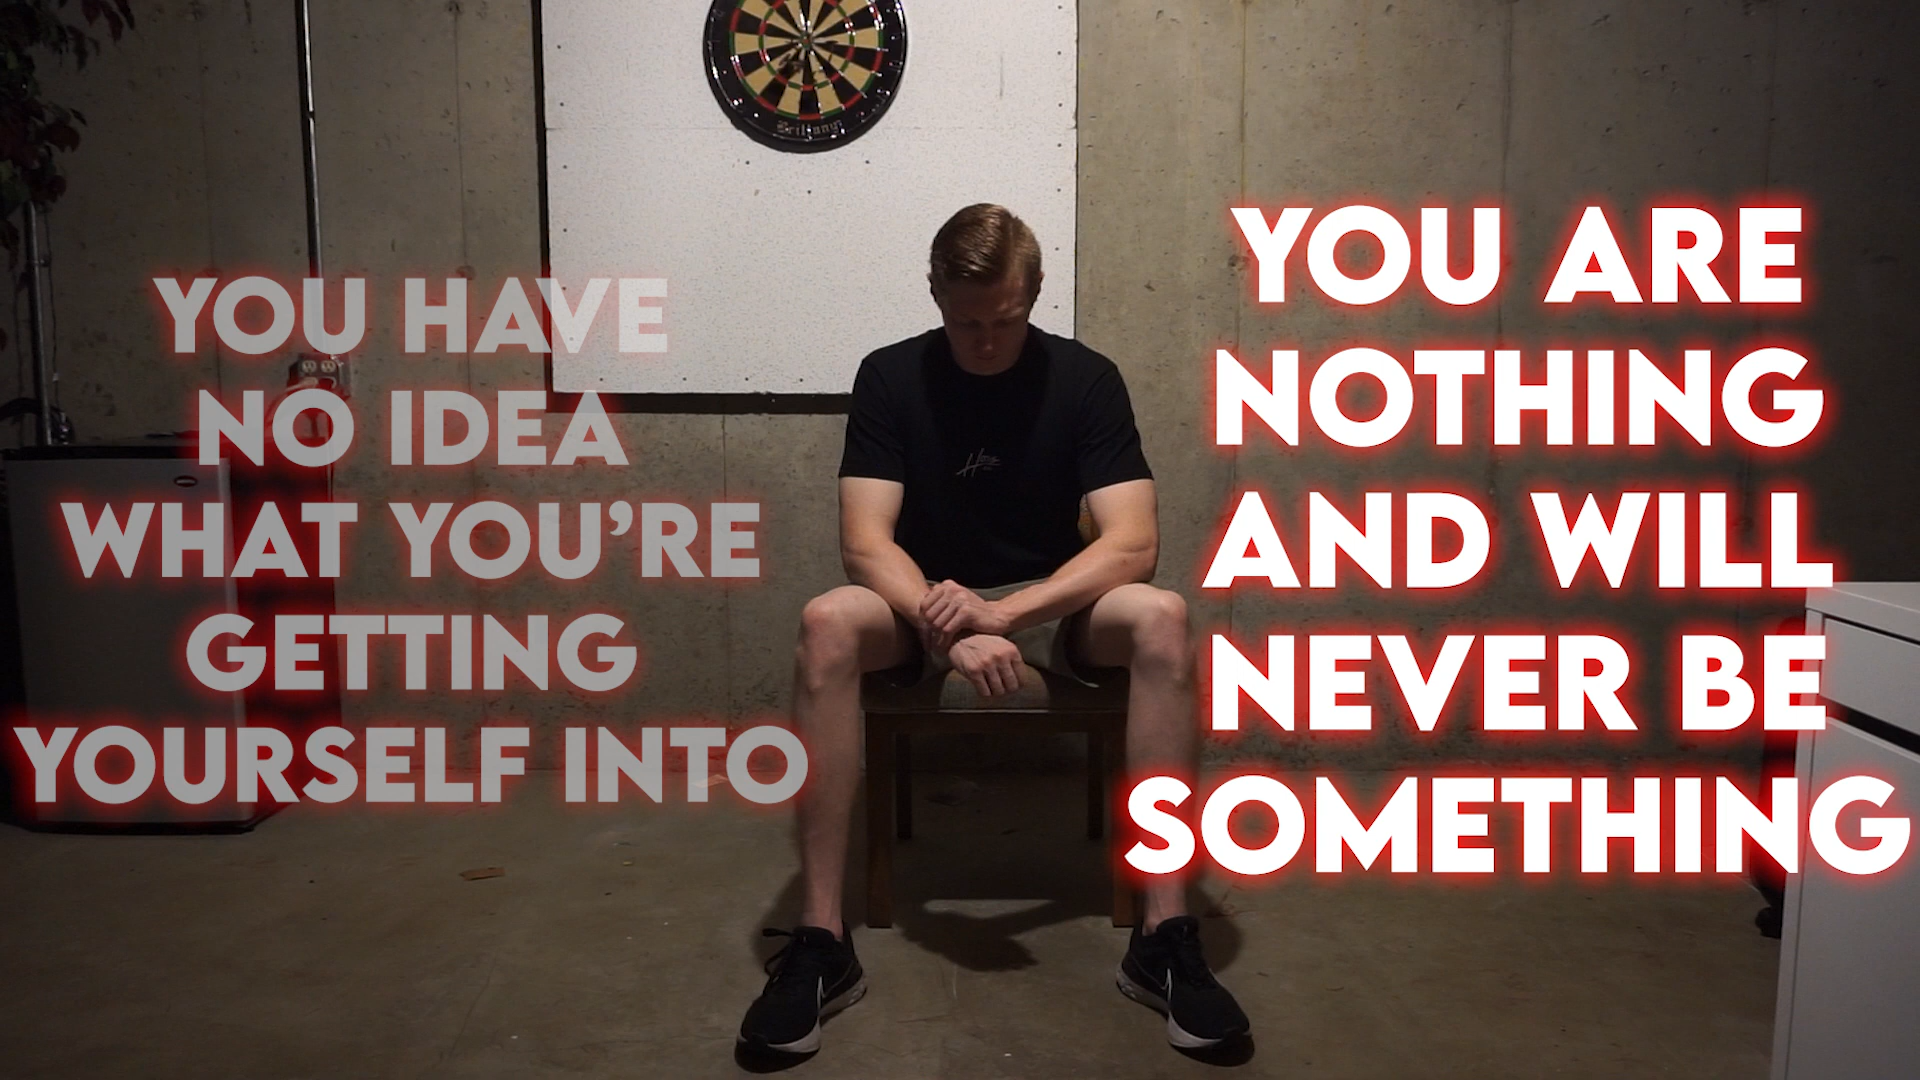 YOU HAVE
NO IDEA
WHAT YOU’RE
GETTING
YOURSELF INTO
YOU ARE
NOTHING
AND WILL
NEVER BE
SOMETHING